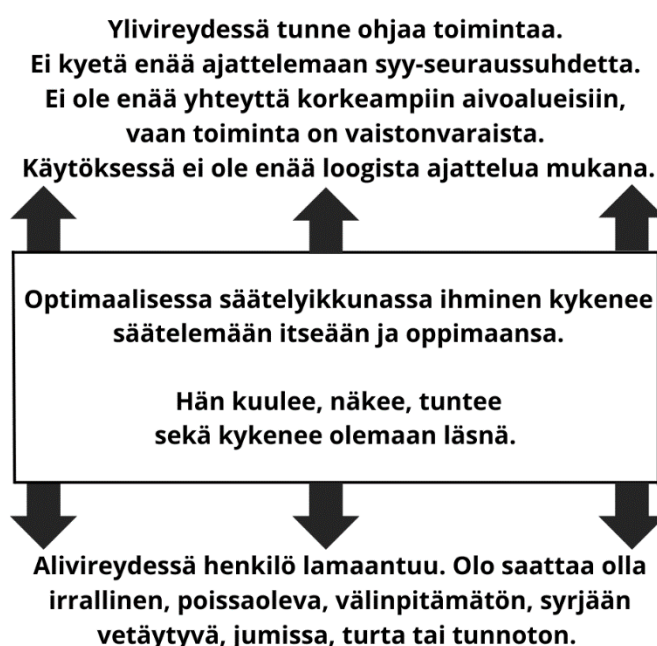 Ylivireydessä tunne ohjaa toimintaa.
Ei kyetä enää ajattelemaan syy-seuraussuhdetta.
Ei ole enää yhteyttä korkeampiin aivoalueisiin,
vaan toiminta on vaistonvaraista.
Käytöksessä ei ole enää loogista ajattelua mukana.
Optimaalisessa säätelyikkunassa ihminen kykenee
säätelemään itseään ja oppimaansa.
Hän kuulee, näkee, tuntee
sekä kykenee olemaan läsnä.
Alivireydessä henkilö lamaantuu. Olo saattaa olla
irrallinen, poissaoleva, välinpitämätön, syrjään
vetäytyvä, jumissa, turta tai tunnoton.